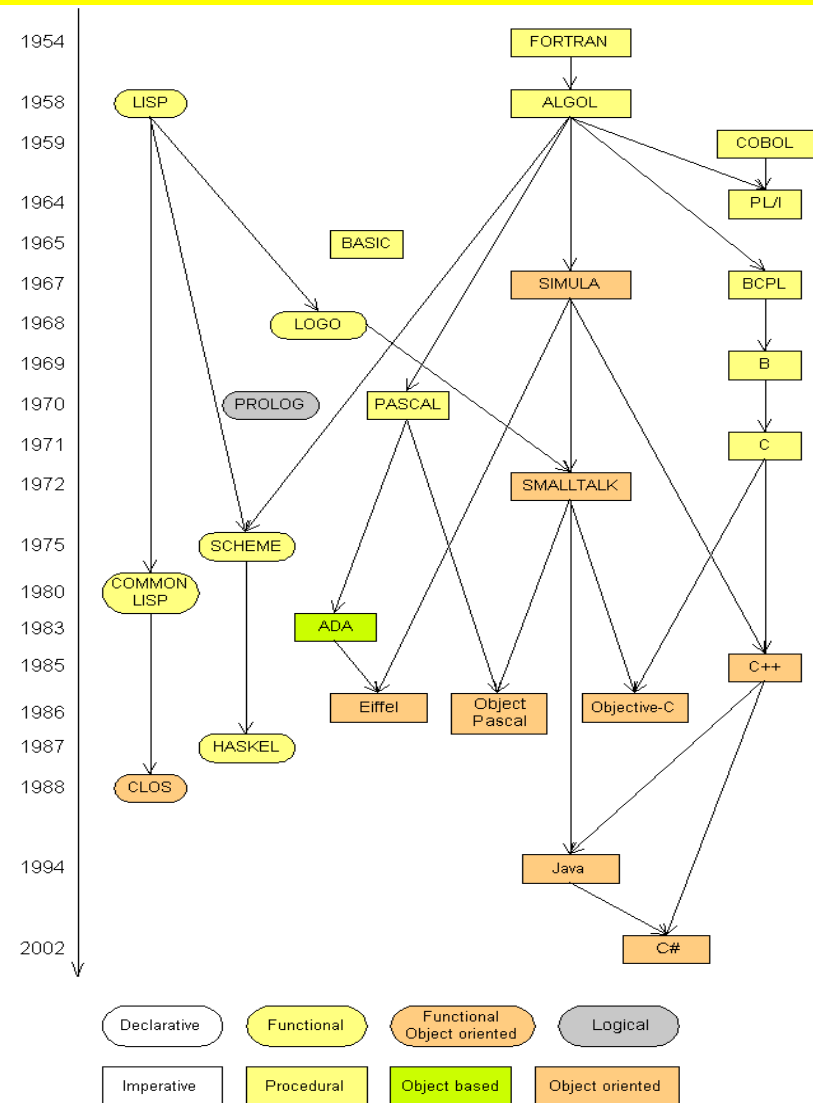 1954
FORTRAN
1958
LISP
ALGOL
1959
COBOL
1964
PL/I
1965
BASIC
1967
SIMULA
BCPL
1968
LOGO
1969
B
1970
PROLOG
PASCAL
1971
C
1972
SMALLTALK
1975
SCHEME
1980
COMMON
LISP
1983
ADA
1985
C++
1986
Eiffel
Object
Pascal
Objective-C
1987
HASKEL
1988
CLOS
1994
Java
2002
C#
Declarative
Functional
Functional
Object oriented
Logical
Imperative
Procedural
Object based
Object oriented